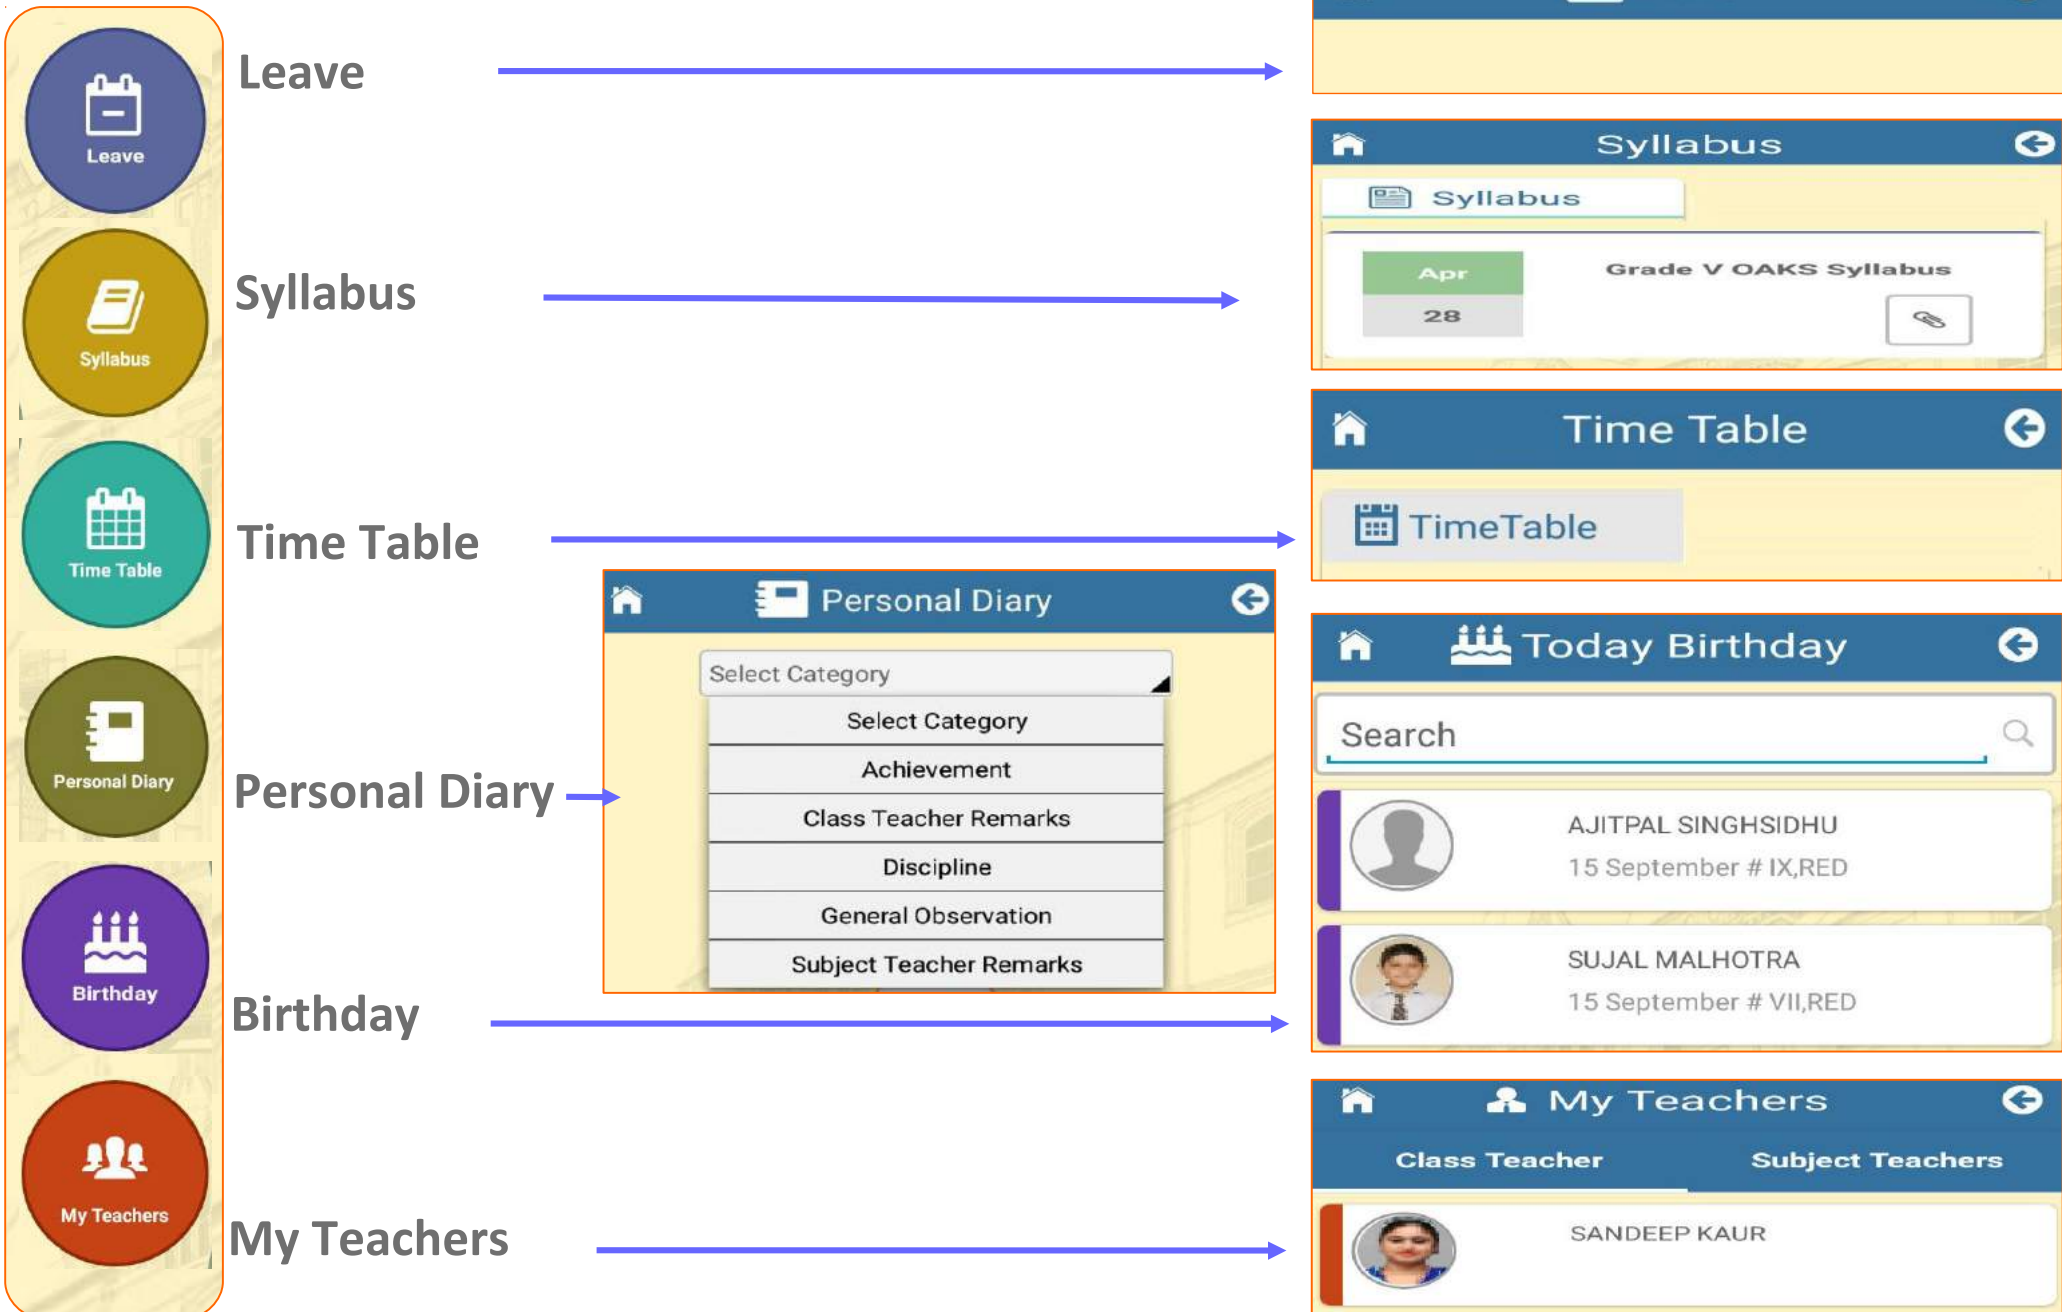 Leave
Leave
Syllabus
Syllabus
Apr
Grade V OAKS Syllabus
28
Syllabus
Syllabus
Time Table
TimeTable
Time Table
Time Table
Personal Diary
Select Category
Select Category
Achievement
Class Teacher Remarks
Discipline
General Observation
Subject Teacher Remarks
Personal Diary
Personal Diary
Today Birthday
Search
AJITPAL SINGHSIDHU
15 September # IX,RED
SUJAL MALHOTRA
15 September # VII,RED
Birthday
Birthday
My Teachers
Class Teacher
Subject Teachers
SANDEEP KAUR
My Teachers
My Teachers